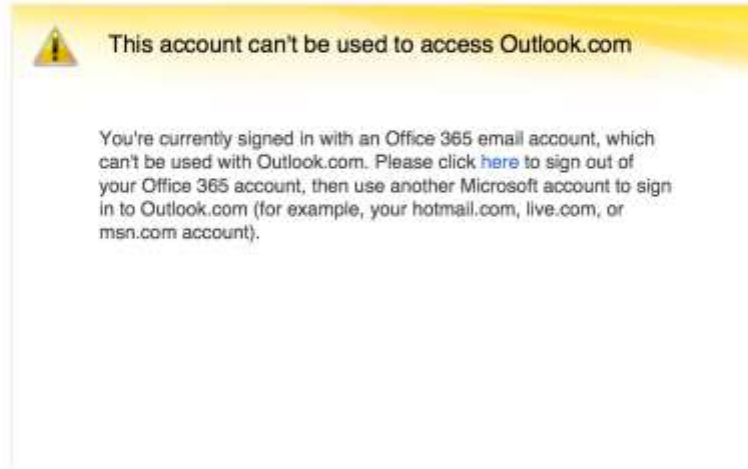 This account can't be used to access Outlook.com
You're currently signed in with an Office 365 email account, which
can't be used with Outlook.com. Please click here to sign out of
your Office 365 account, then use another Microsoft account to sign
in to Outlook.com (for example, your hotmail.com, live.com, or
msn.com account).